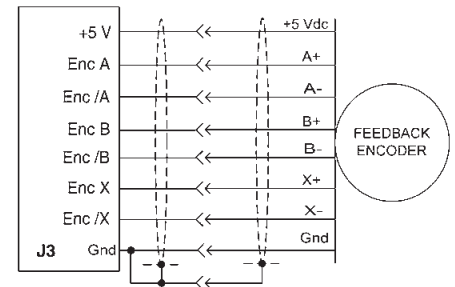 +5 V +5 Vdc
Enc A A+
Enc /A A-
Enc B B+
Enc /B B-
Enc X X+
Enc /X X-
J3 Gnd Gnd
FEEDBACK
ENCODER